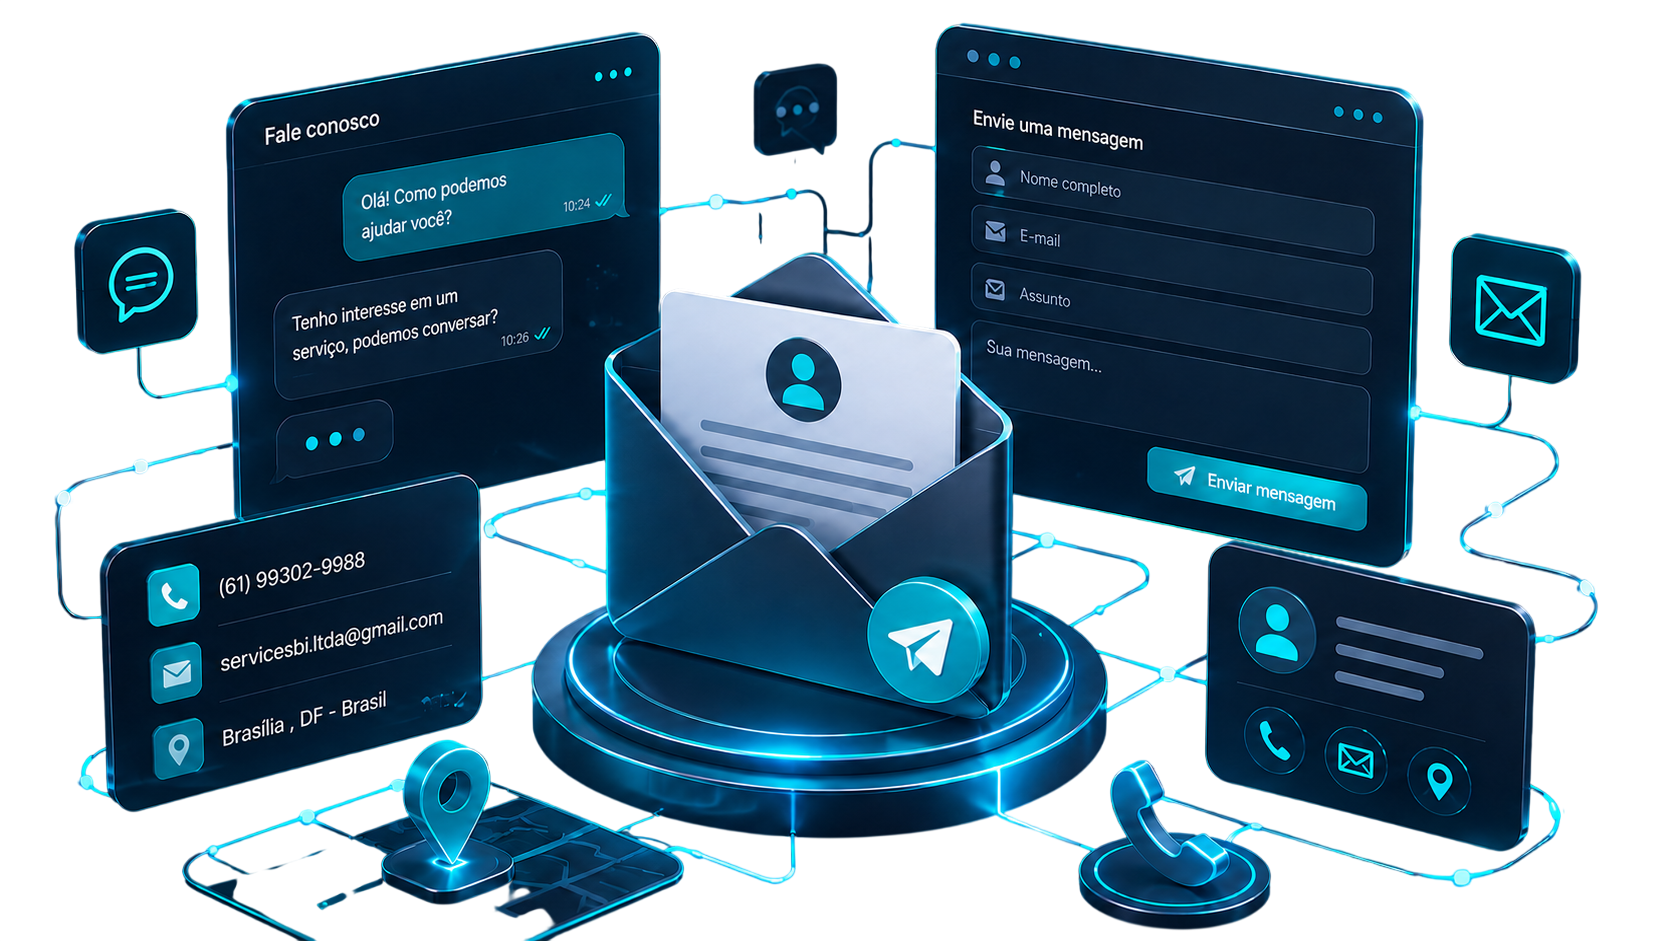 Fale conosco
Olá! Como podemos
ajudar você?
10:24
Tenho interesse em um
serviço, podemos conversar?
10:26
(61) 99302-9988
servicesbi.ltda@gmail.com
Brasília , DF - Brasil
Envie uma mensagem
Nome completo
E-mail
Assunto
Sua mensagem...
Enviar mensagem